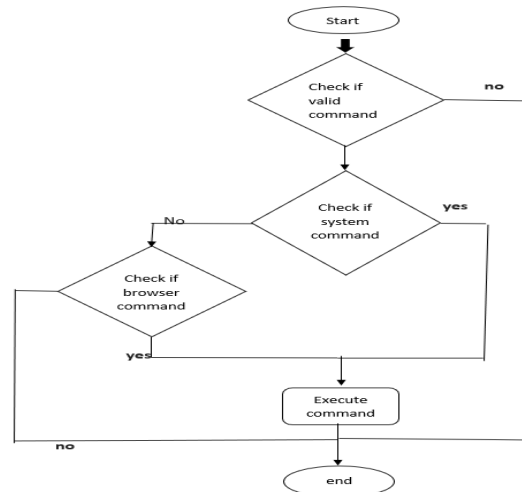 Start
Check if
valid
command
no
Check if
system
command
yes
No
Check if
browser
command
yes
Execute
command
no
end